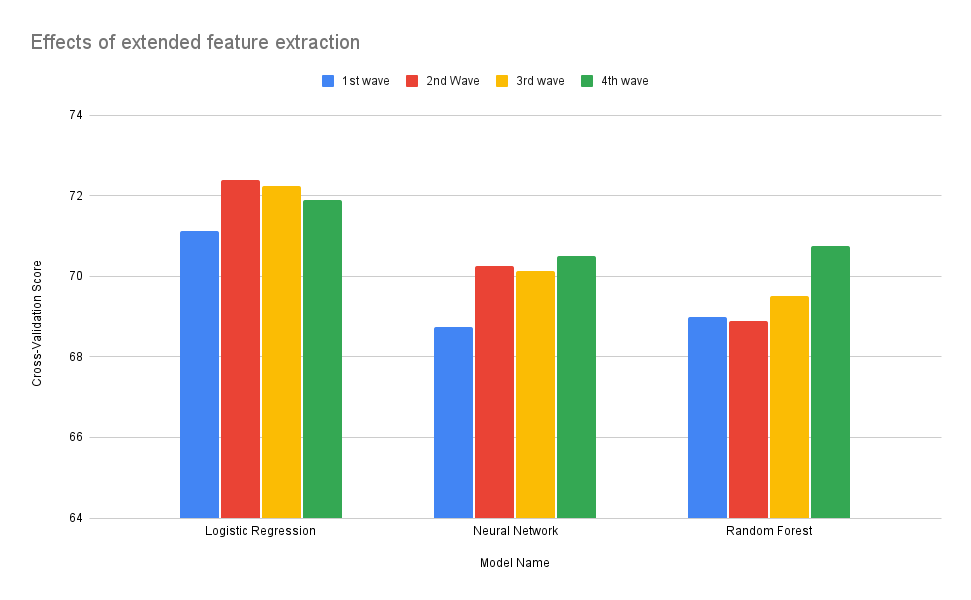 Effects of extended feature extraction
1st wave 2nd Wave 3rd wave 4th wave
74
72
70
68
66
64
Cross-Validation Score
Logistic Regression Neural Network Random Forest
Model Name